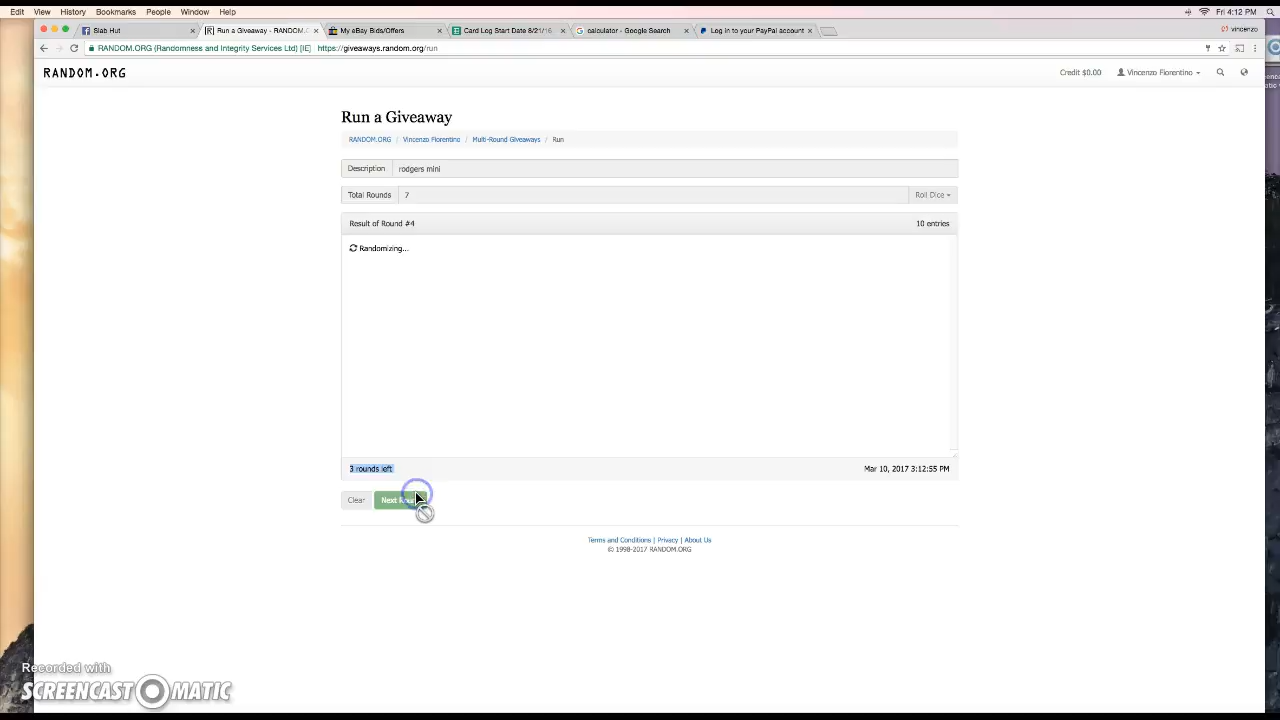 Edit View History Bookmarks People Window Help Fri 4:12 PM
Slab Hut Run a Giveaway - RANDOM.O My eBay Bids/Offers Card Log Start Date 8/21/16 calculator - Google Search Log in to your PayPal account vincenzo
RANDOM.ORG (Randomness and Integrity Services Ltd) [IE] https://giveaways.random.org/run
RANDOM.ORG Credit $0.00 Vincenzo Fiorentino
Run a Giveaway
RANDOM.ORG / Vincenzo Fiorentino / Multi-Round Giveaways / Run
Description rodgers mini
Total Rounds 7 Roll Dice
Result of Round #4 10 entries
Randomizing...
3 rounds left Mar 10, 2017 3:12:55 PM
Clear Next
Terms and Conditions | Privacy | About Us
© 1998-2017 RANDOM.ORG
Recorded with
SCREENCAST MATIC